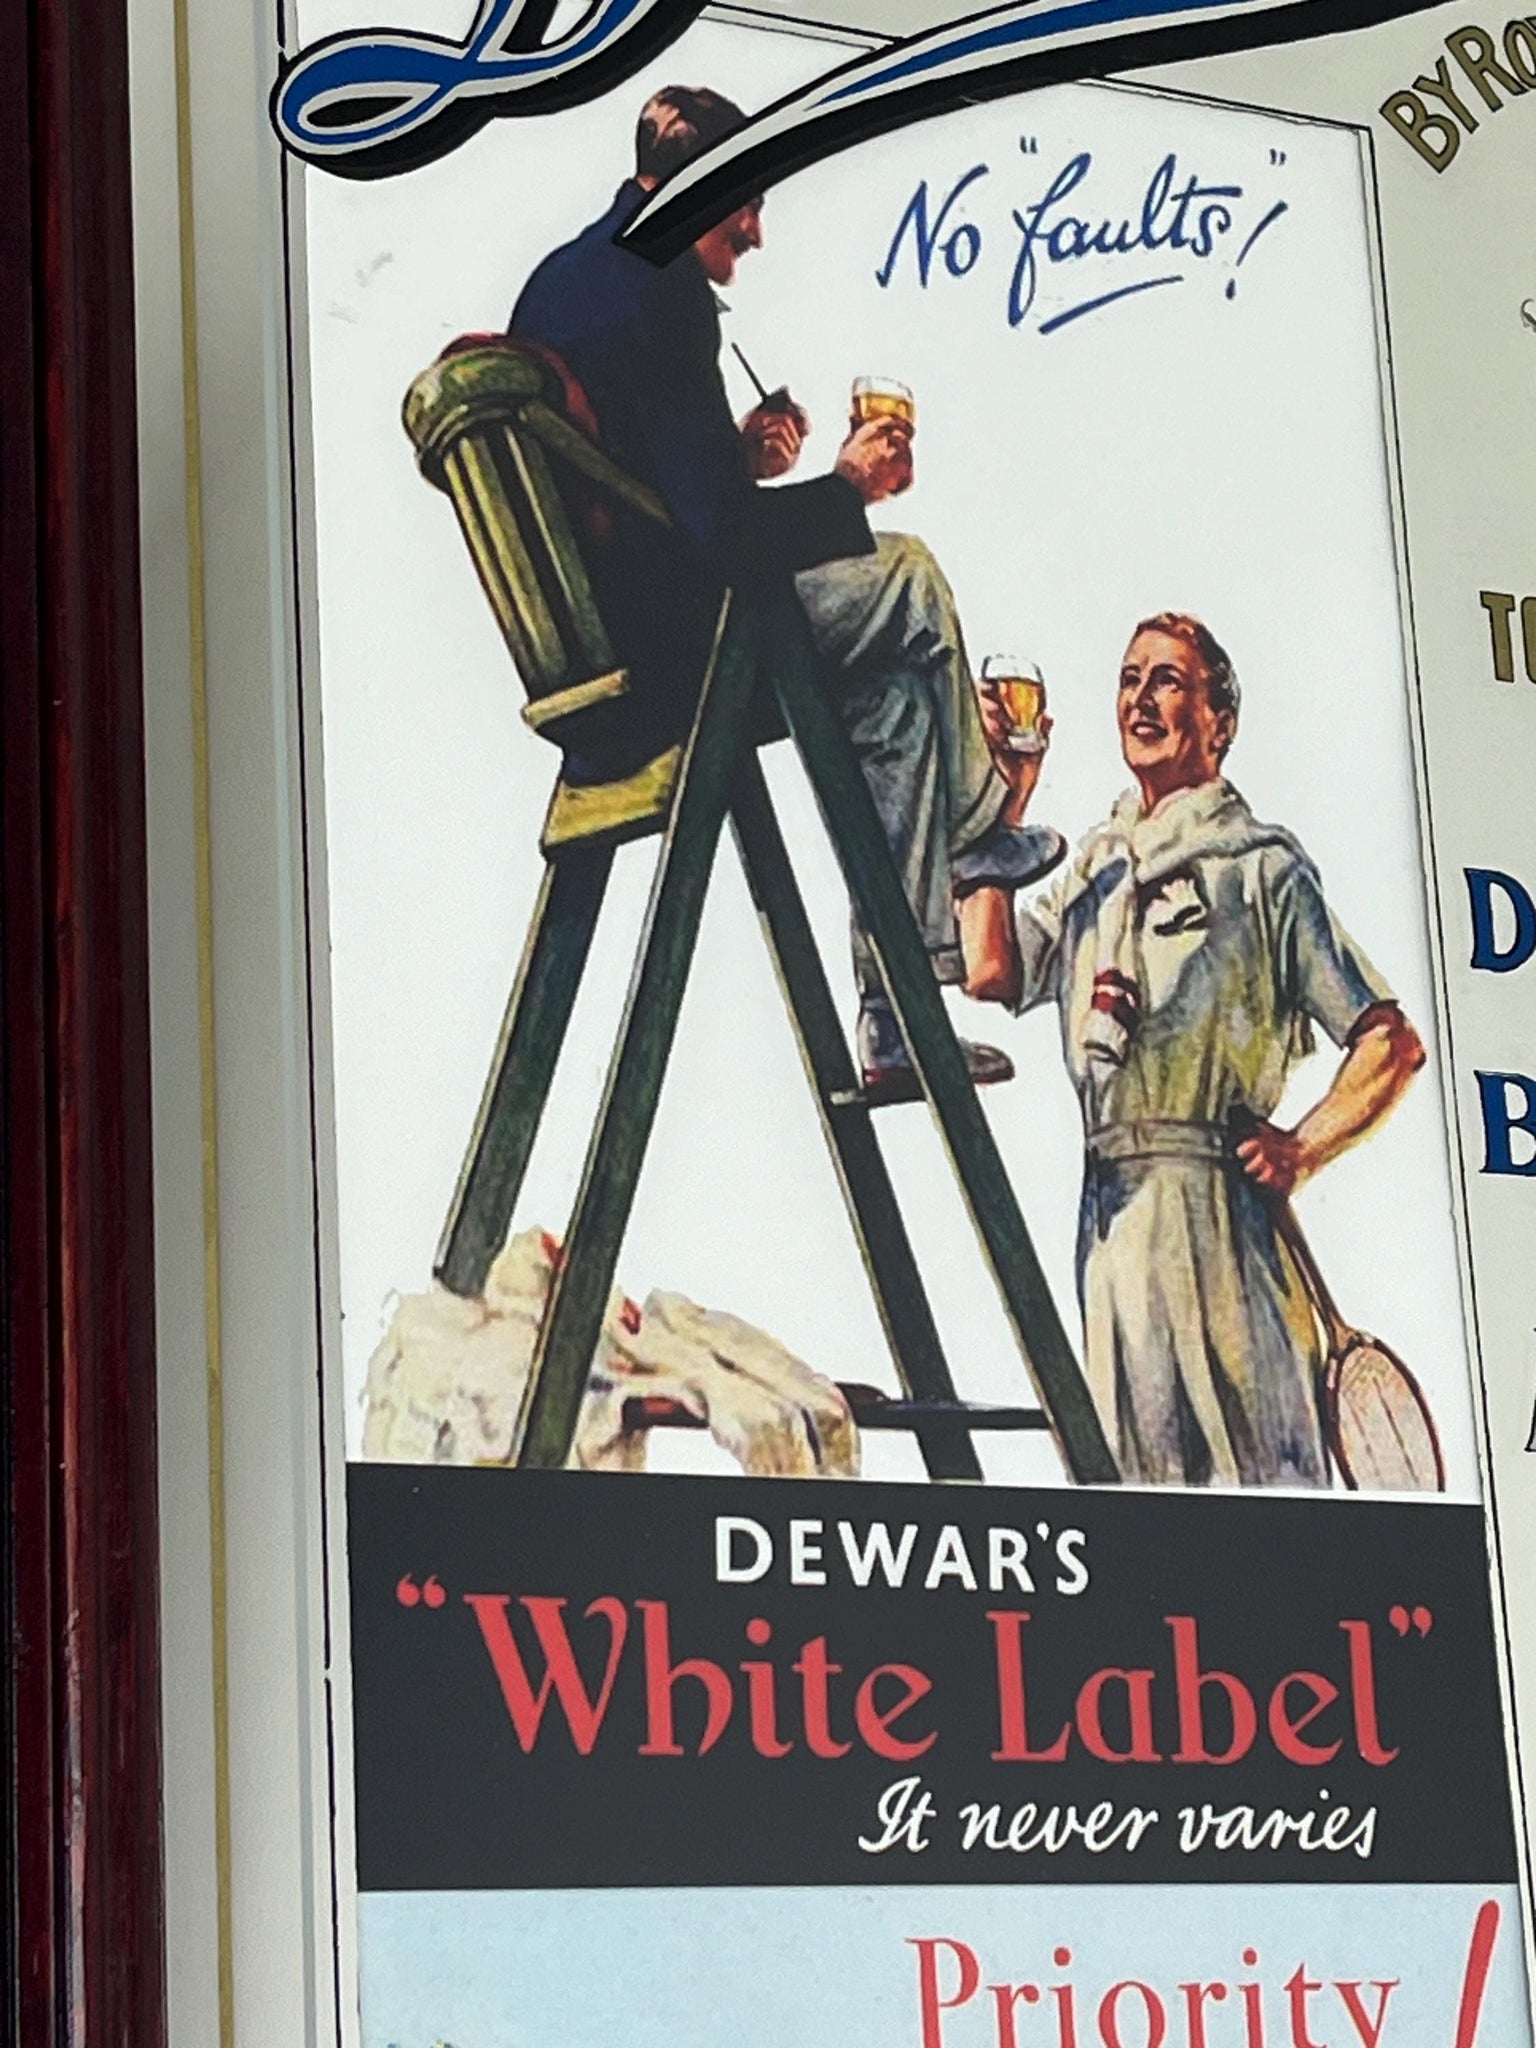 No "faults"!
DEWAR'S
"White Label"
It never varies
Priority!